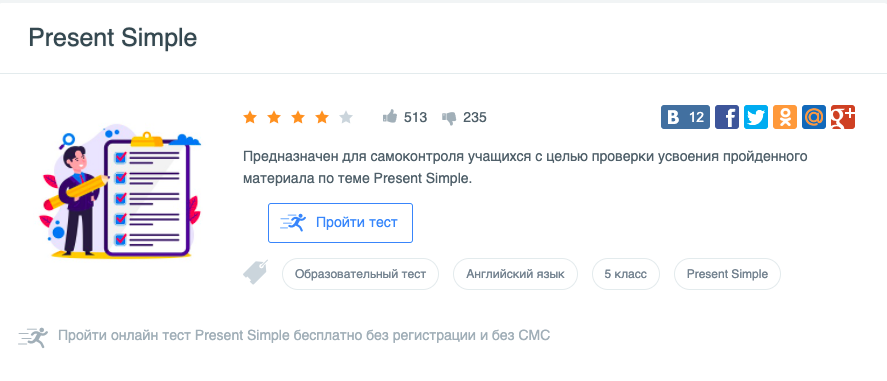 Present Simple
513
235
В 12
Предназначен для самоконтроля учащихся с целью проверки усвоения пройденного
материала по теме Present Simple.
Пройти тест
Образовательный тест
Английский язык
5 класс
Present Simple
Пройти онлайн тест Present Simple бесплатно без регистрации и без СМС